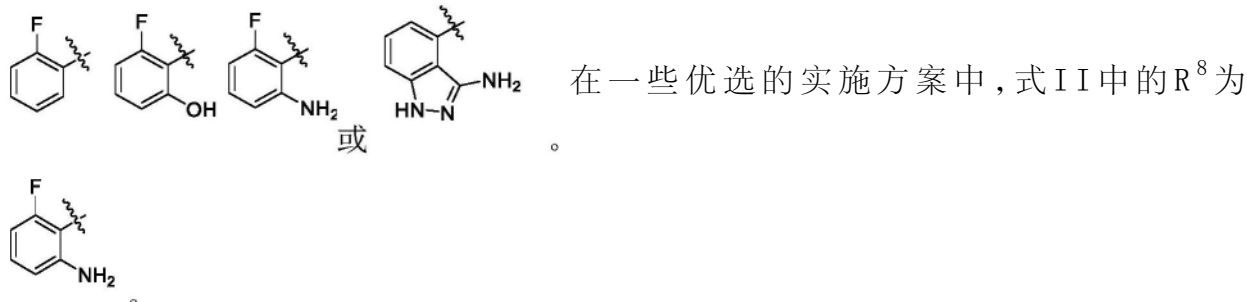 F F F
OH NH₂ HN-N NH₂
或 。 在一些优选的实施方案中,式II中的R⁸为
F
NH₂
。